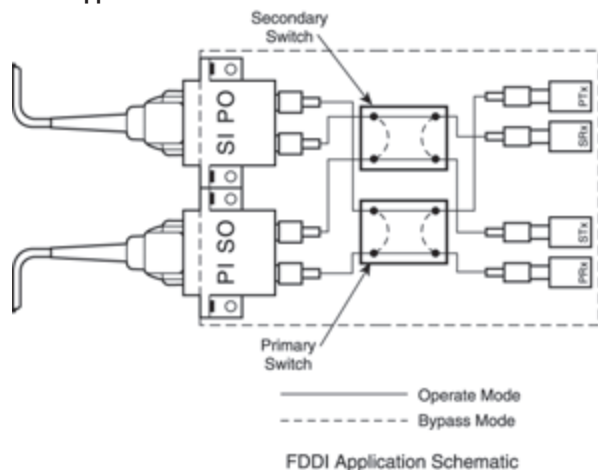 Secondary
Switch
SI PO
PTx
SRx
PI SO
STx
PRx
Primary
Switch
Operate Mode
Bypass Mode
FDDI Application Schematic